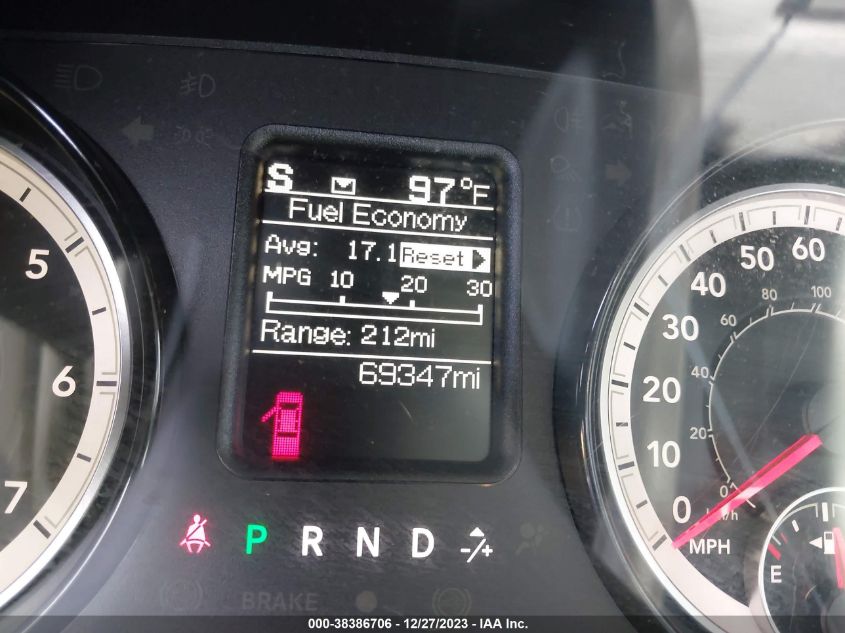 S 97°F
Fuel Economy
Avg: 17.1 Reset
MPG 10 20 30
Range: 212mi
69347mi
P R N D -/+
BRAKE
5
6
7
0 10 20 30 40 50 60
0 20 40 60 80 100
km/h
MPH
E
000-38386706 - 12/27/2023 - IAA Inc.